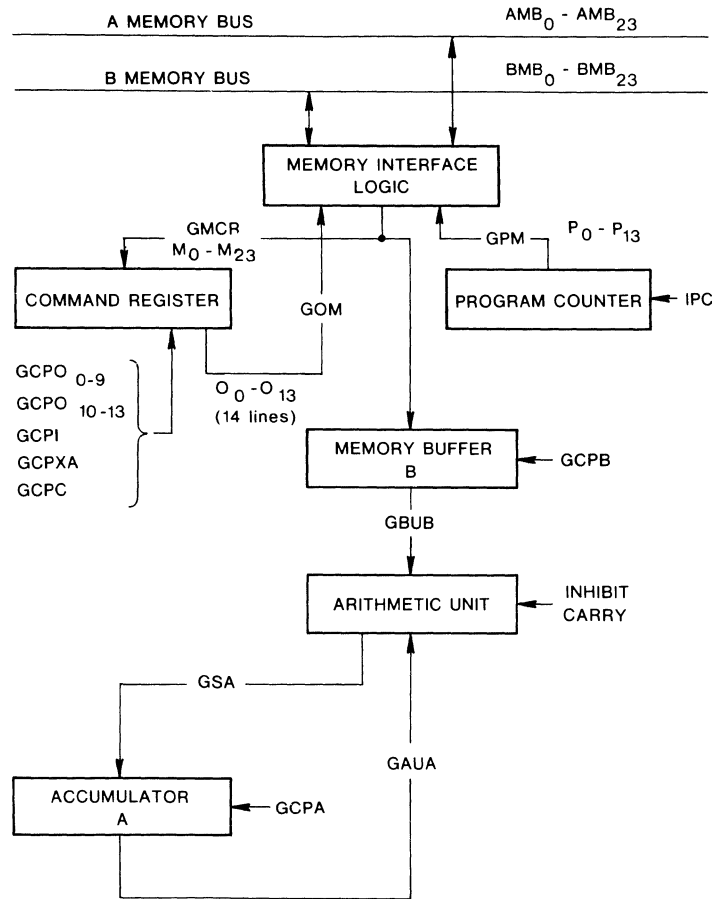 A MEMORY BUS
AMB0 - AMB23
B MEMORY BUS
BMB0 - BMB23
MEMORY INTERFACE
LOGIC
GMCR
M0 - M23
GPM
P0 - P13
COMMAND REGISTER
GOM
PROGRAM COUNTER
IPC
GCPO 0-9
GCPO 10-13
GCPI
GCPXA
GCPC
O0 - O13
(14 lines)
MEMORY BUFFER
B
GCPB
GBUB
ARITHMETIC UNIT
INHIBIT
CARRY
GSA
GAUA
ACCUMULATOR
A
GCPA